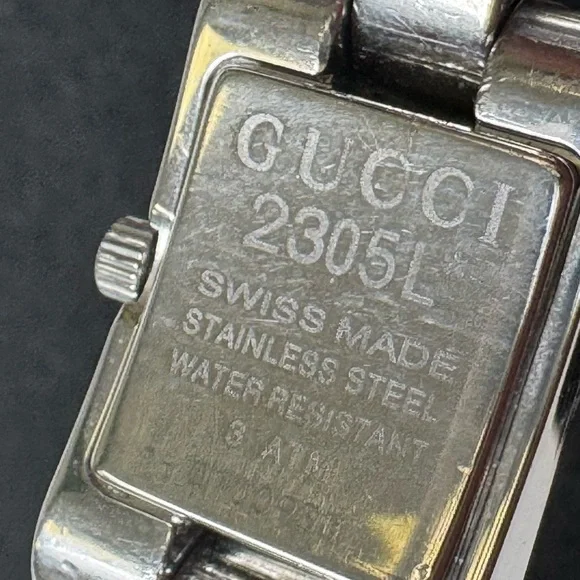 GUCCI
2305L
SWISS MADE
STAINLESS STEEL
WATER RESISTANT
3 ATM